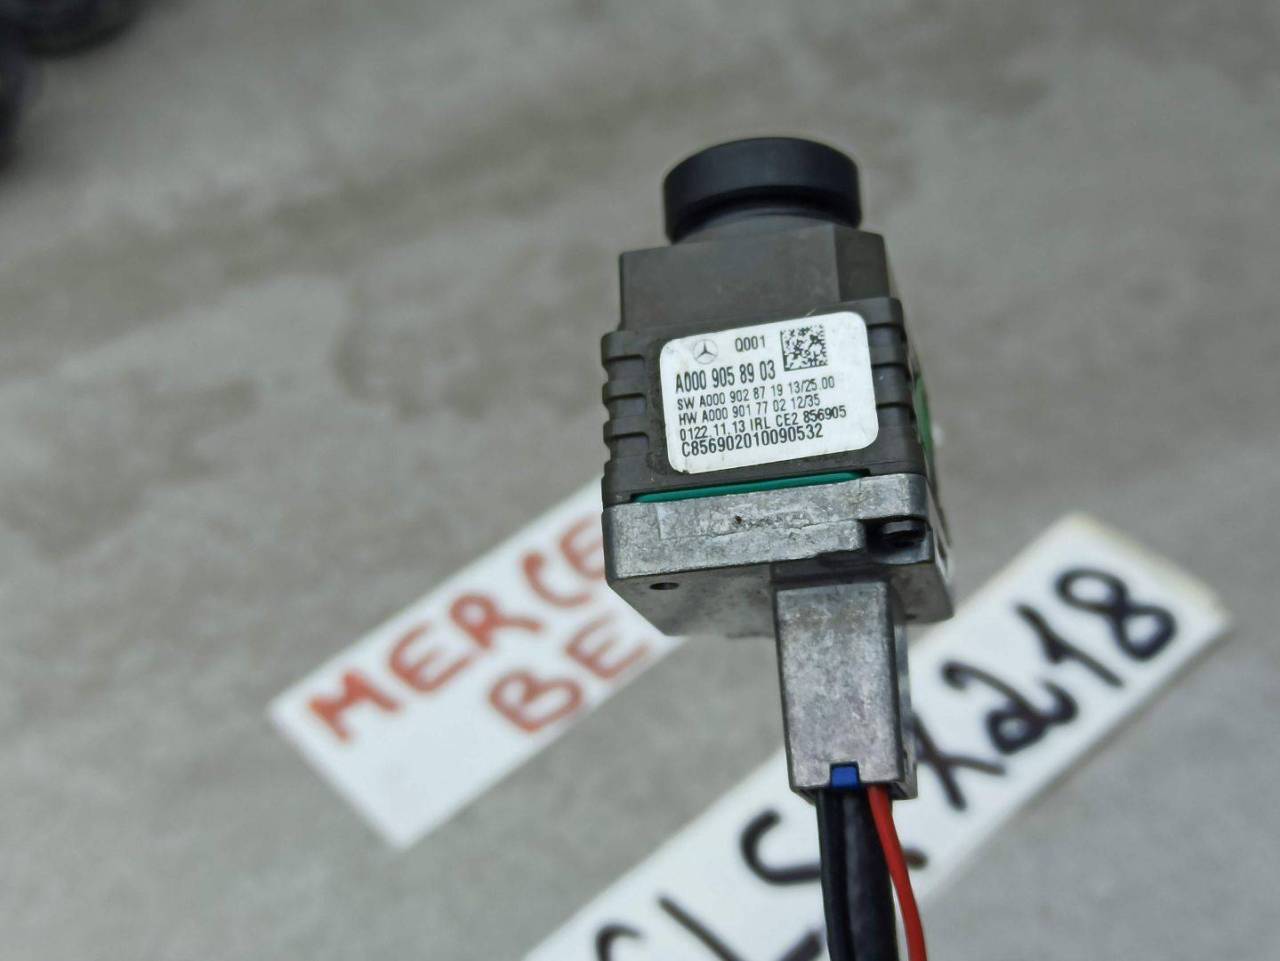 Q001
A000 905 89 03
SW A000 902 87 19 13/25 00
HW A000 901 77 02 12/35
0122 11.13 IRL CE2 856905
C856902010090532
MERCE
BE
CLS X218